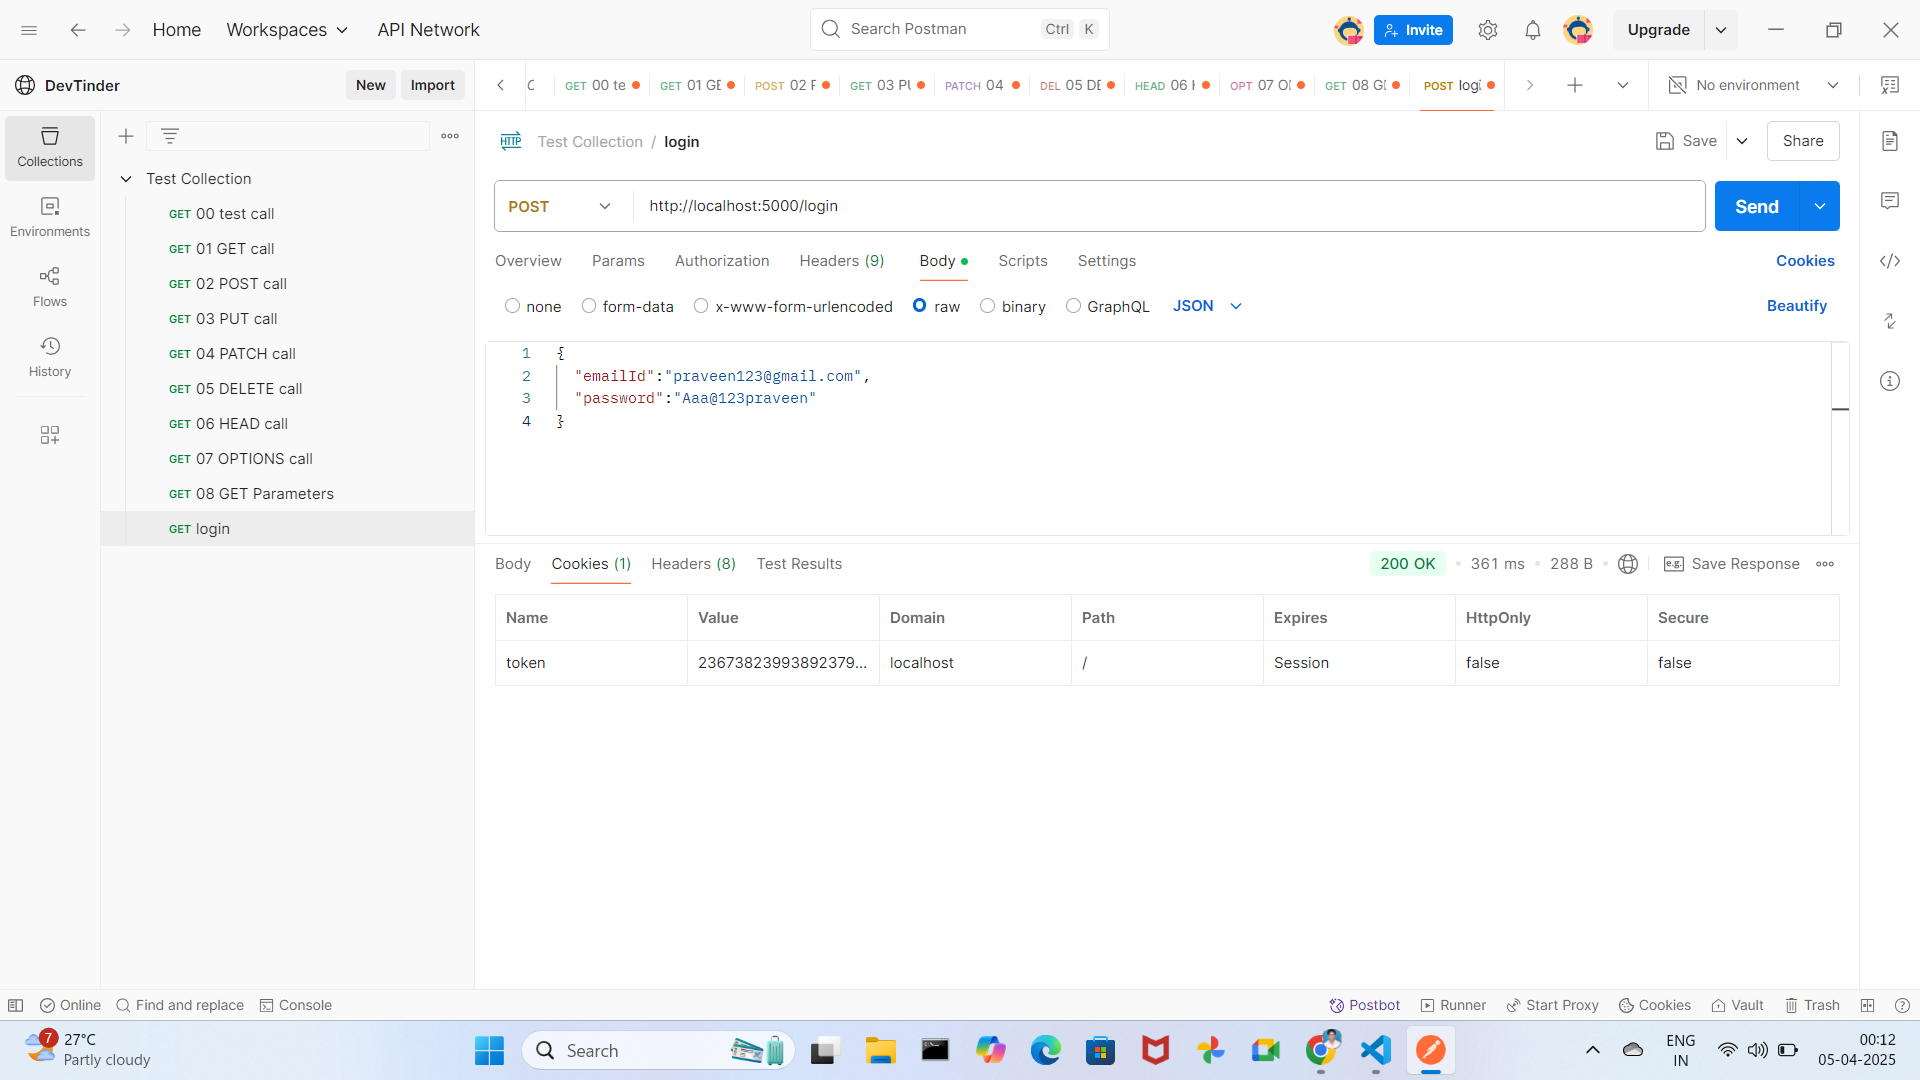 Home
Workspaces
API Network
Search Postman
Ctrl K
Invite
Upgrade
DevTinder
New
Import
GET 00 te
GET 01 GE
POST 02 F
GET 03 PU
PATCH 04
DEL 05 DE
HEAD 06 H
OPT 07 O
GET 08 G
POST logi
No environment
Collections
Environments
Flows
History
Test Collection
GET 00 test call
GET 01 GET call
GET 02 POST call
GET 03 PUT call
GET 04 PATCH call
GET 05 DELETE call
GET 06 HEAD call
GET 07 OPTIONS call
GET 08 GET Parameters
GET login
HTTP Test Collection / login
Save
Share
POST
http://localhost:5000/login
Send
Overview
Params
Authorization
Headers (9)
Body
Scripts
Settings
Cookies
none
form-data
x-www-form-urlencoded
raw
binary
GraphQL
JSON
Beautify
1 {
2 "emailId":"praveen123@gmail.com",
3 "password":"Aaa@123praveen"
4 }
Body
Cookies (1)
Headers (8)
Test Results
200 OK
361 ms
288 B
e.g. Save Response
Name Value Domain Path Expires HttpOnly Secure
token 23673823993892379... localhost / Session false false
Online
Find and replace
Console
Postbot
Runner
Start Proxy
Cookies
Vault
Trash
7
27°C
Partly cloudy
Search
ENG
IN
00:12
05-04-2025